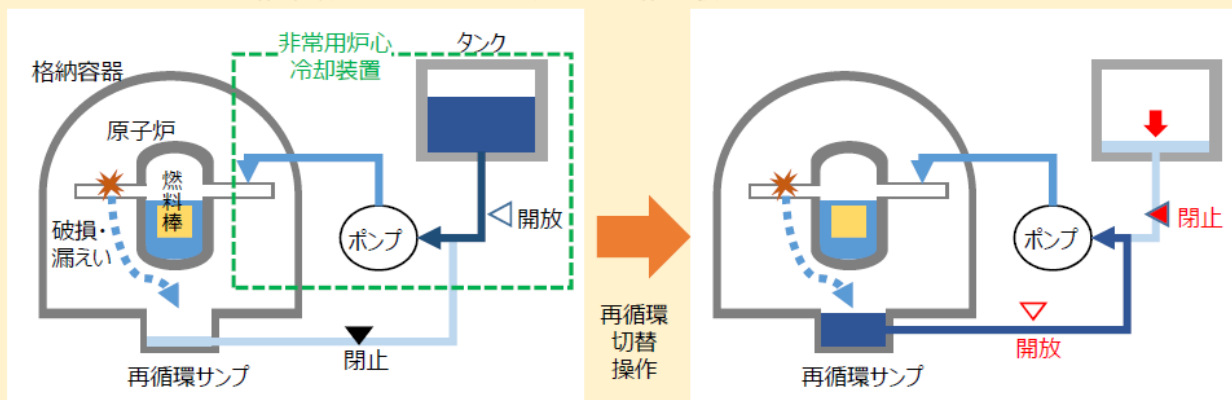 非常用炉心
冷却装置
タンク
格納容器
原子炉
燃料棒
開放
破損・
漏えい
ポンプ
閉止
再循環サンプ
再循環
切替
操作
閉止
ポンプ
開放
再循環サンプ